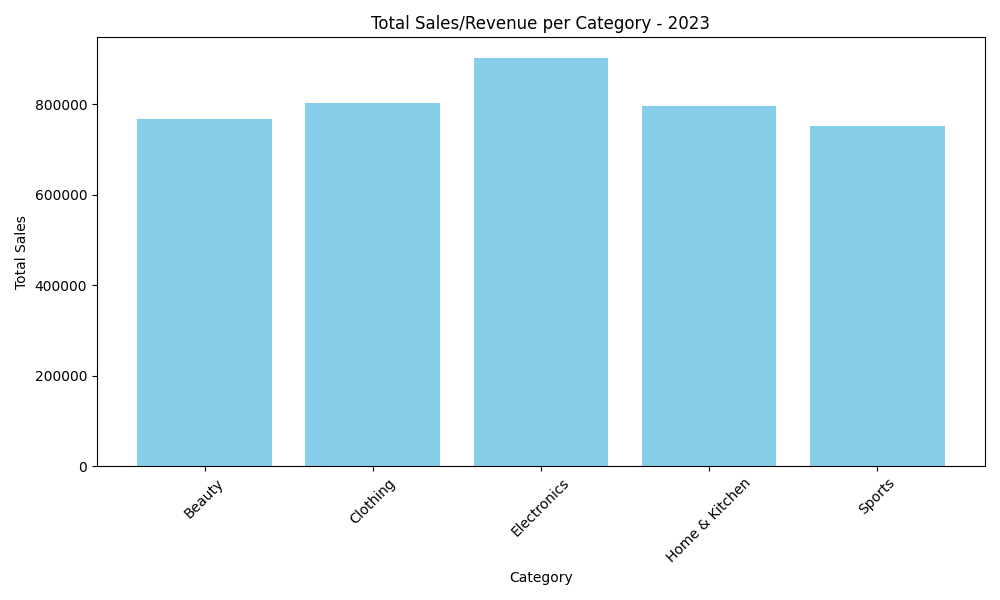 Total Sales/Revenue per Category - 2023
Total Sales
800000
600000
400000
200000
0
Beauty
Clothing
Electronics
Home & Kitchen
Sports
Category